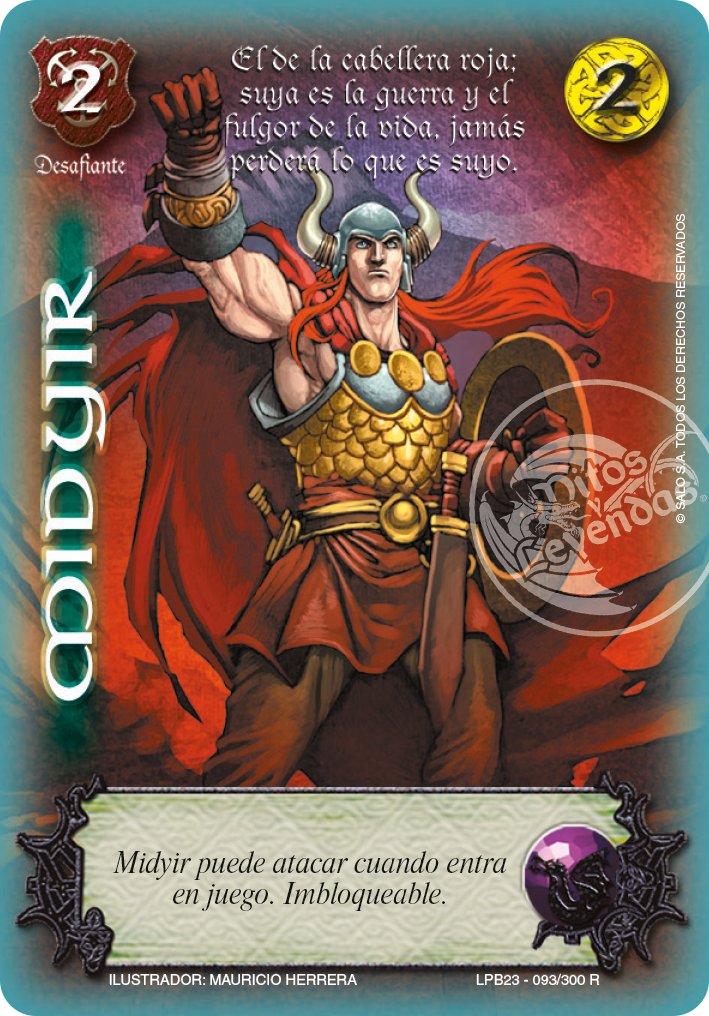 2
Desafiante
El de la cabellera roja;
suya es la guerra y el
fulgor de la vida, jamás
perderá lo que es suyo.
2
MIDYIR
© SALO S.A. TODOS LOS DERECHOS RESERVADOS
Mitos
y
Leyendas®
Midyir puede atacar cuando entra
en juego. Imbloqueable.
ILUSTRADOR: MAURICIO HERRERA
LPB23 - 093/300 R